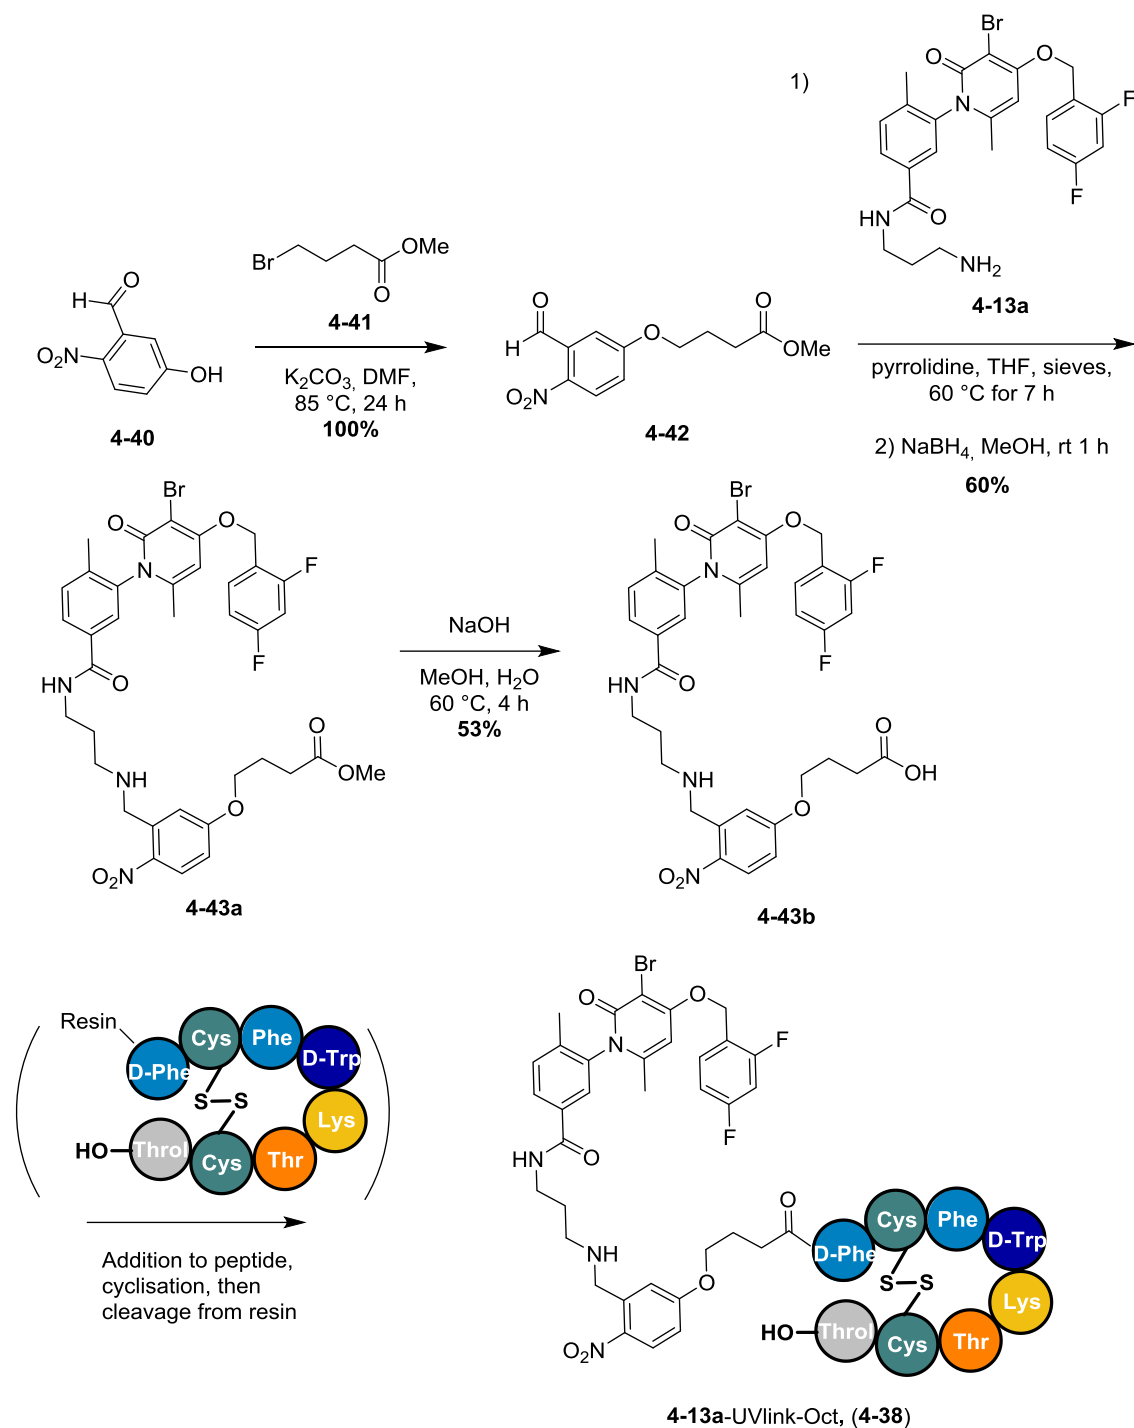 1)
Br
O
O
N
F
F
HN
O
NH2
4-13a
H
O
O2N
OH
4-40
Br
OMe
O
4-41
K2CO3, DMF,
85 °C, 24 h
100%
O
H
O2N
O
O
OMe
4-42
pyrrolidine, THF, sieves,
60 °C for 7 h
2) NaBH4, MeOH, rt 1 h
60%
Br
O
O
N
F
F
HN
O
NH
O
O
OMe
O2N
4-43a
NaOH
MeOH, H2O
60 °C, 4 h
53%
Br
O
O
N
F
F
HN
O
NH
O
O
OH
O2N
4-43b
Resin
D-Phe
Cys
Phe
D-Trp
Lys
S
S
HO
Throl
Cys
Thr
Addition to peptide,
cyclisation, then
cleavage from resin
Br
O
O
N
F
F
HN
O
NH
O
O
O2N
D-Phe
Cys
Phe
D-Trp
Lys
S
S
HO
Throl
Cys
Thr
4-13a-UVlink-Oct, (4-38)